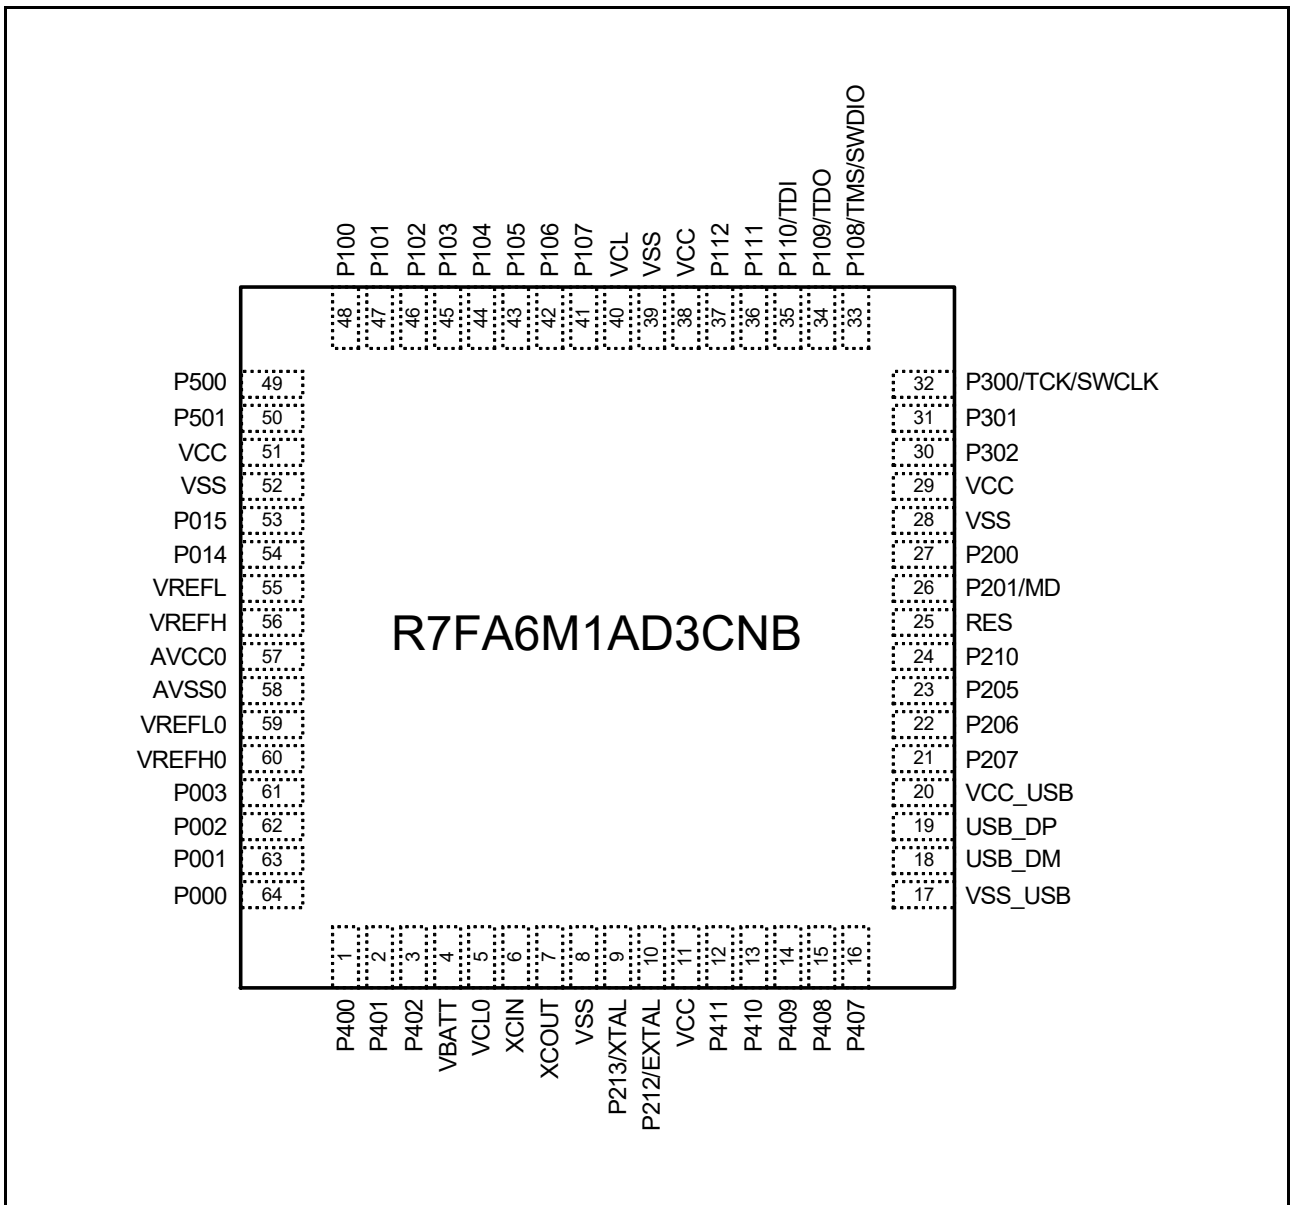 P100
P101
P102
P103
P104
P105
P106
P107
VCL
VSS
VCC
P112
P111
P110/TDI
P109/TDO
P108/TMS/SWDIO
48
47
46
45
44
43
42
41
40
39
38
37
36
35
34
33
P500 49
P501 50
VCC 51
VSS 52
P015 53
P014 54
VREFL 55
VREFH 56
AVCC0 57
AVSS0 58
VREFL0 59
VREFH0 60
P003 61
P002 62
P001 63
P000 64
R7FA6M1AD3CNB
32 P300/TCK/SWCLK
31 P301
30 P302
29 VCC
28 VSS
27 P200
26 P201/MD
25 RES
24 P210
23 P205
22 P206
21 P207
20 VCC_USB
19 USB_DP
18 USB_DM
17 VSS_USB
1
2
3
4
5
6
7
8
9
10
11
12
13
14
15
16
P400
P401
P402
VBATT
VCL0
XCIN
XCOUT
VSS
P213/XTAL
P212/EXTAL
VCC
P411
P410
P409
P408
P407